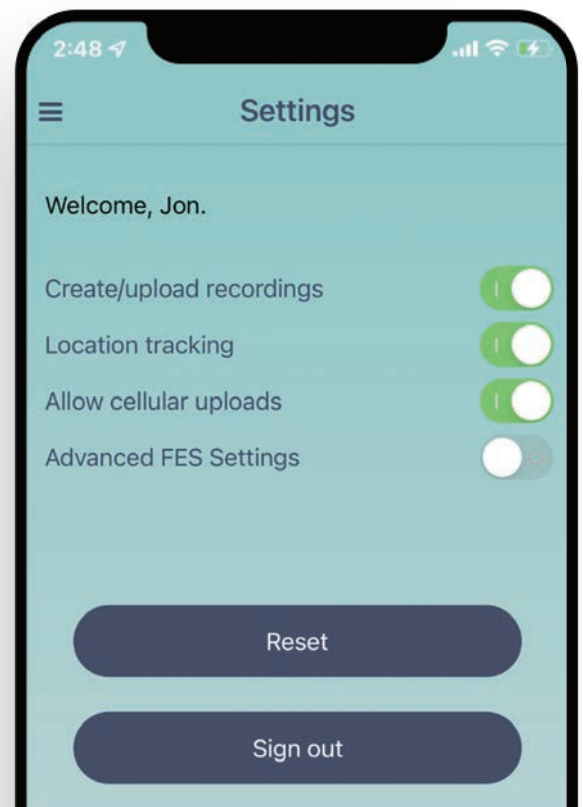 2:48
Settings
Welcome, Jon.
Create/upload recordings
Location tracking
Allow cellular uploads
Advanced FES Settings
Reset
Sign out